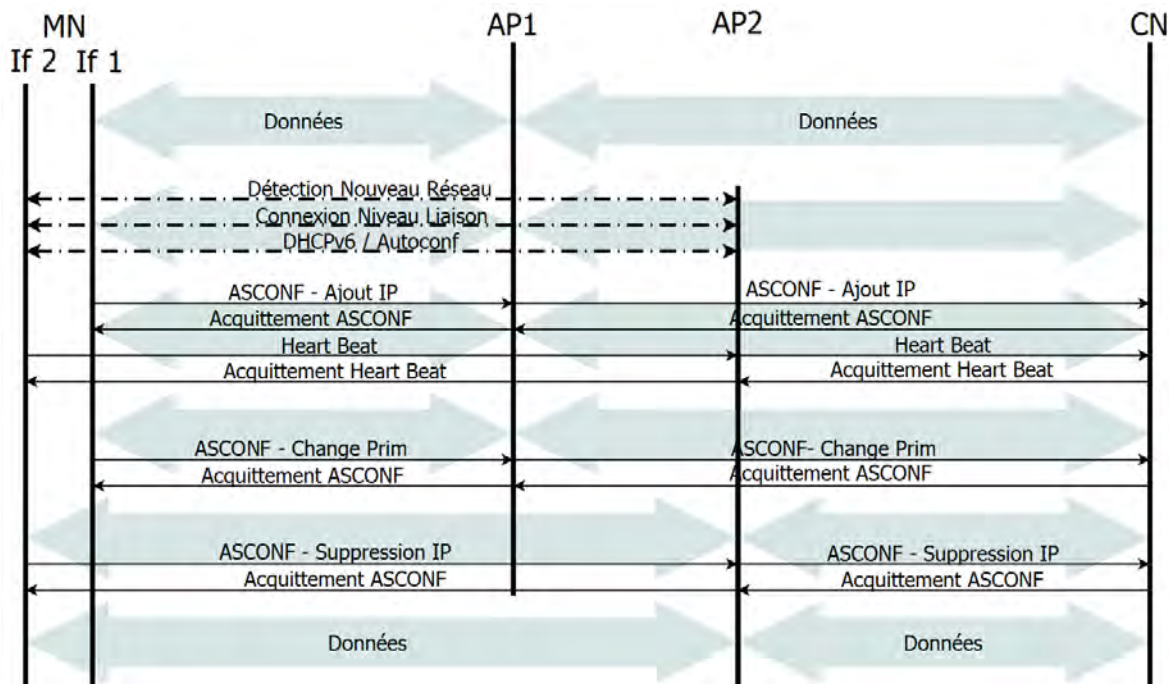 MN
AP1
AP2
CN
If 2 If 1
Données
Données
Détection Nouveau Réseau
Connexion Niveau Liaison
DHCPv6 / Autoconf
ASCONF - Ajout IP
ASCONF - Ajout IP
Acquittement ASCONF
Acquittement ASCONF
Heart Beat
Heart Beat
Acquittement Heart Beat
Acquittement Heart Beat
ASCONF - Change Prim
ASCONF- Change Prim
Acquittement ASCONF
Acquittement ASCONF
ASCONF - Suppression IP
ASCONF - Suppression IP
Acquittement ASCONF
Acquittement ASCONF
Données
Données